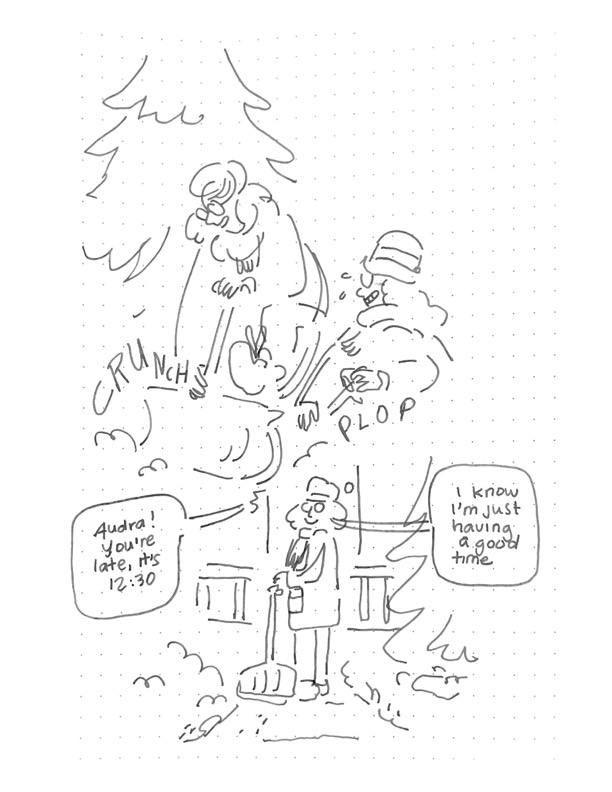 CRUNCH
PLOP
Audra!
you're
late, it's
12:30
I know
I'm just
having
a good
time